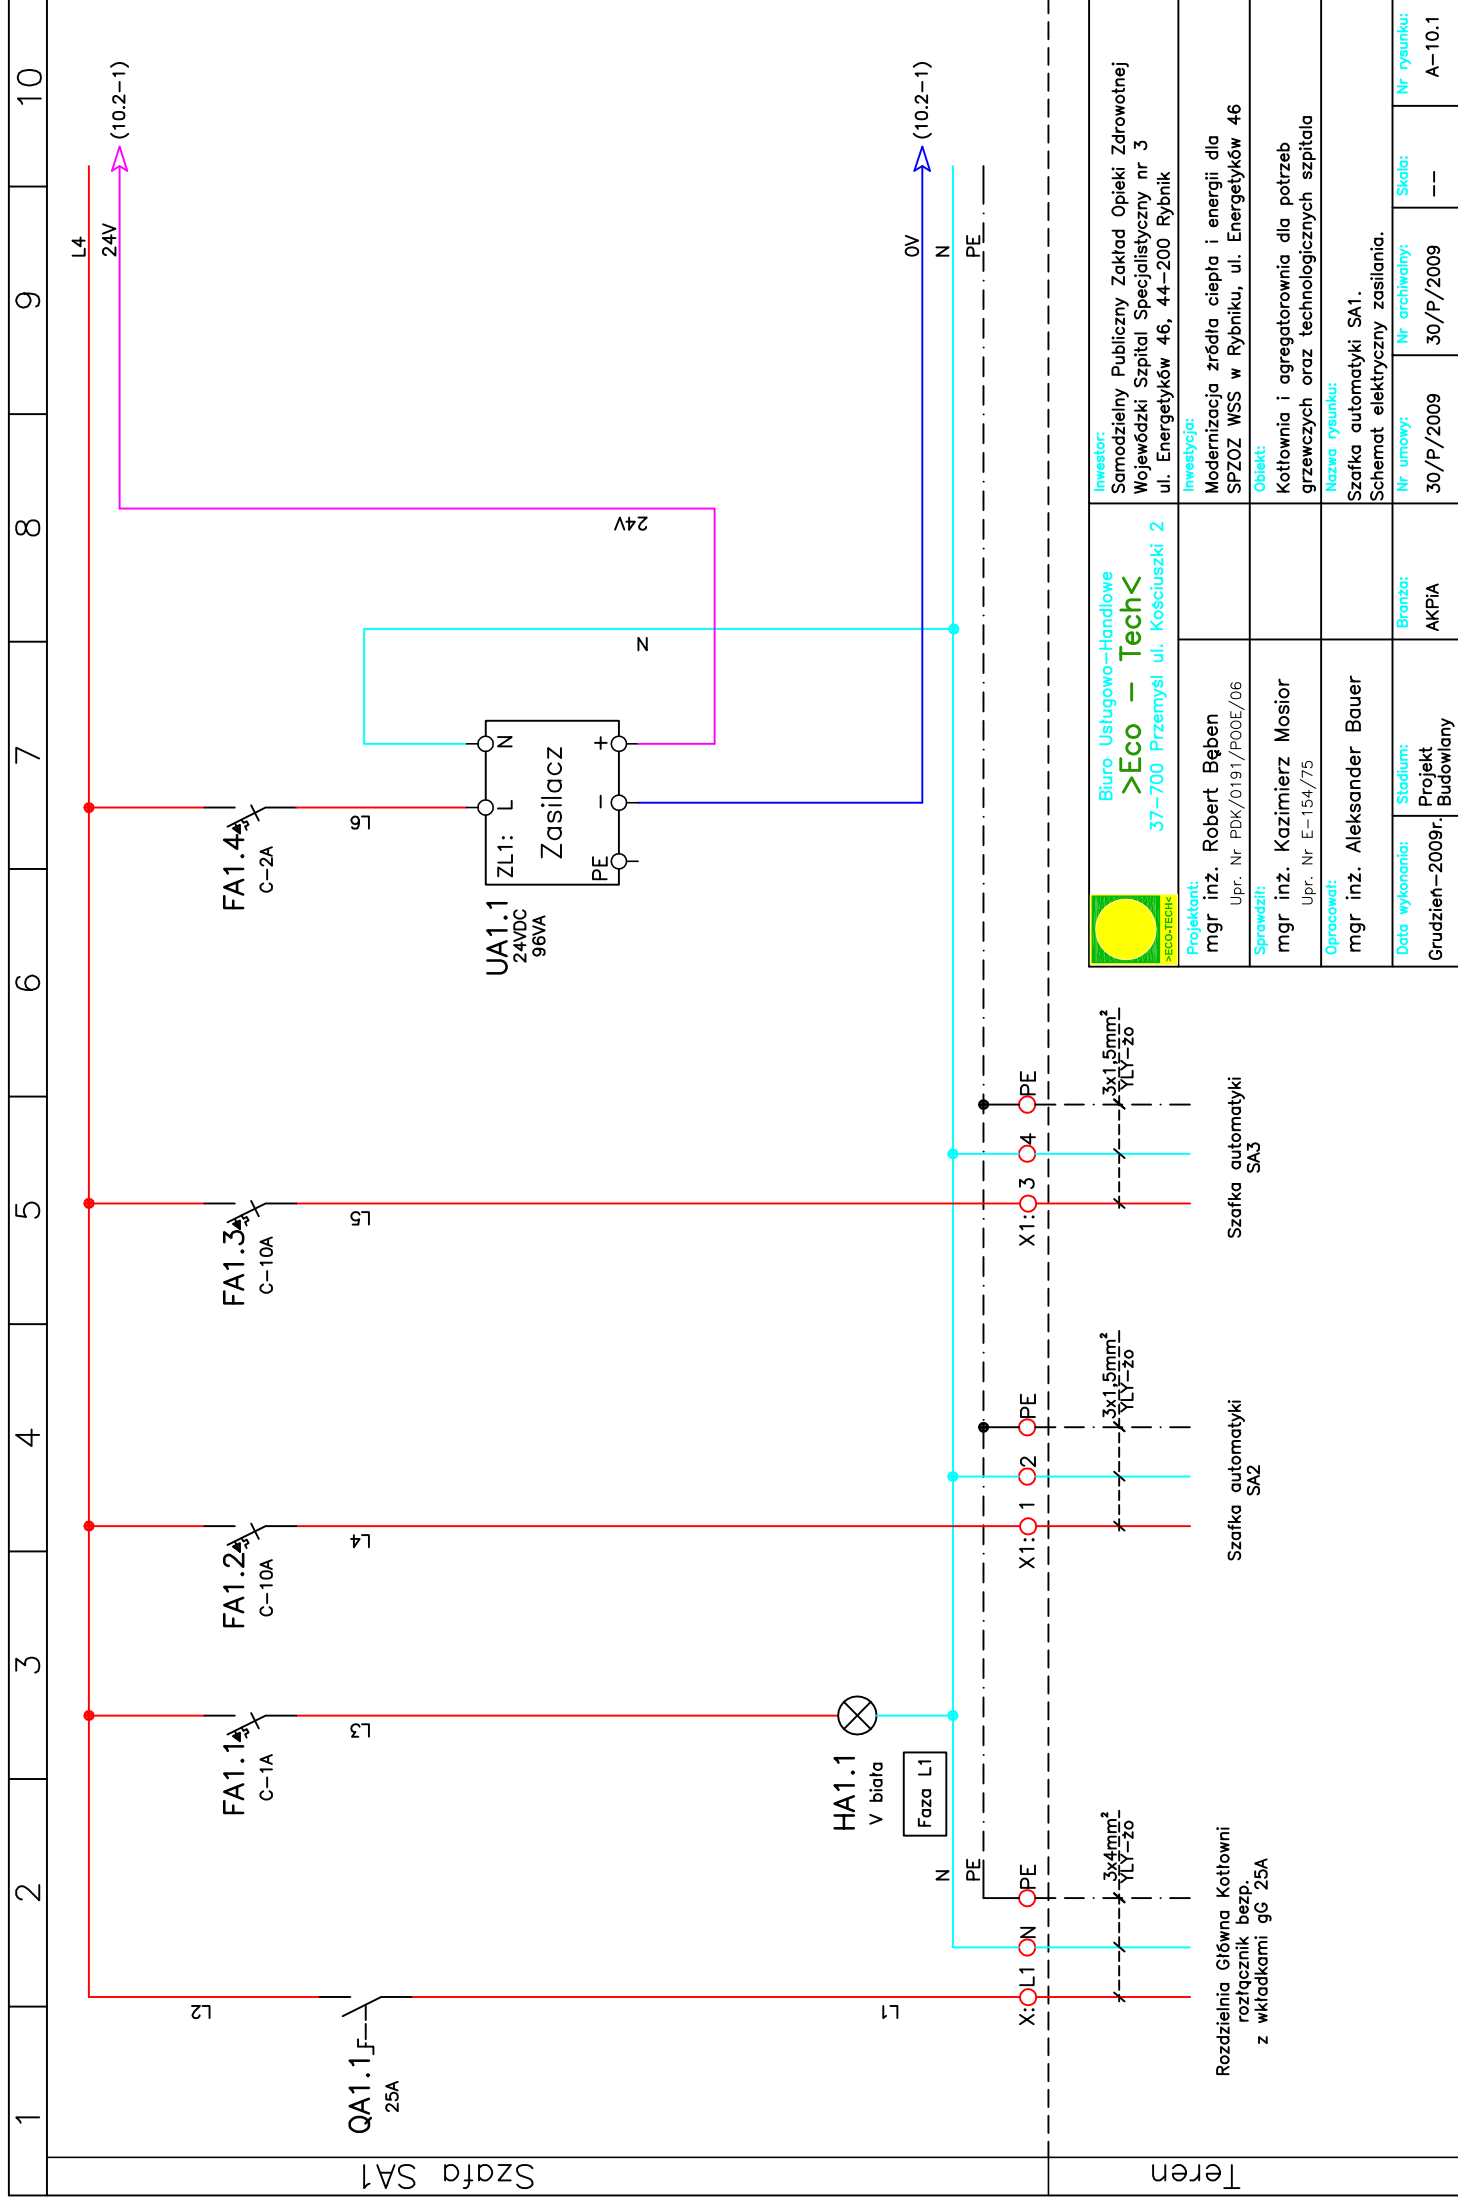 1 2 3 4 5 6 7 8 9 10
Szafa SA1
Teren
L4
24V
(10.2-1)
0V
(10.2-1)
N
PE
L2
QA1.1
25A
L1
FA1.1
C-1A
L3
HA1.1
V biała
Faza L1
FA1.2
C-10A
L4
FA1.3
C-10A
L5
FA1.4
C-2A
L6
UA1.1
24VDC
96VA
ZL1:
L
N
Zasilacz
PE
-
+
N
24V
N
PE
X: L1 N PE
3x4mm²
YLY-żo
Rozdzielnia Główna Kotłowni
rozłącznik bezp.
z wkładkami gG 25A
X1: 1 2 PE
3x1,5mm²
YLY-żo
Szafka automatyki
SA2
X1: 3 4 PE
3x1,5mm²
YLY-żo
Szafka automatyki
SA3
>ECO-TECH<
Biuro Usługowo-Handlowe
>Eco - Tech<
37-700 Przemyśl ul. Kościuszki 2
Projektant:
mgr inż. Robert Bęben
Upr. Nr PDK/0191/POOE/06
Sprawdził:
mgr inż. Kazimierz Mosior
Upr. Nr E-154/75
Opracował:
mgr inż. Aleksander Bauer
Data wykonania:
Grudzień-2009r.
Stadium:
Projekt
Budowlany
Branża:
AKPiA
Inwestor:
Samodzielny Publiczny Zakład Opieki Zdrowotnej
Wojewódzki Szpital Specjalistyczny nr 3
ul. Energetyków 46, 44-200 Rybnik
Inwestycja:
Modernizacja źródła ciepła i energii dla
SPZOZ WSS w Rybniku, ul. Energetyków 46
Obiekt:
Kotłownia i agregatorownia dla potrzeb
grzewczych oraz technologicznych szpitala
Nazwa rysunku:
Szafka automatyki SA1.
Schemat elektryczny zasilania.
Nr umowy:
30/P/2009
Nr archiwalny:
30/P/2009
Skala:
--
Nr rysunku:
A-10.1